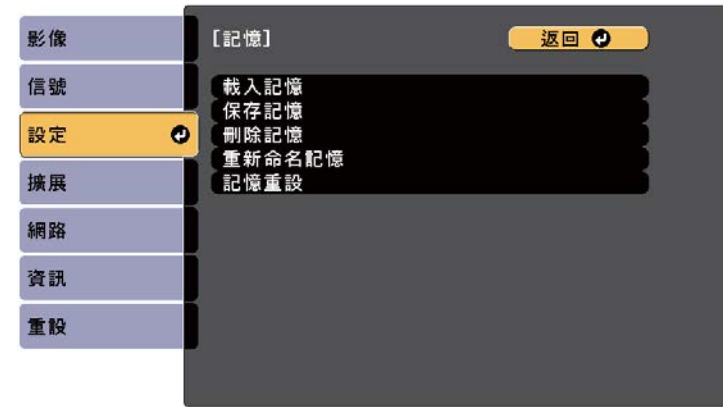 影像
信號
設定
擴展
網路
資訊
重設
[記憶]
返回
載入記憶
保存記憶
刪除記憶
重新命名記憶
記憶重設